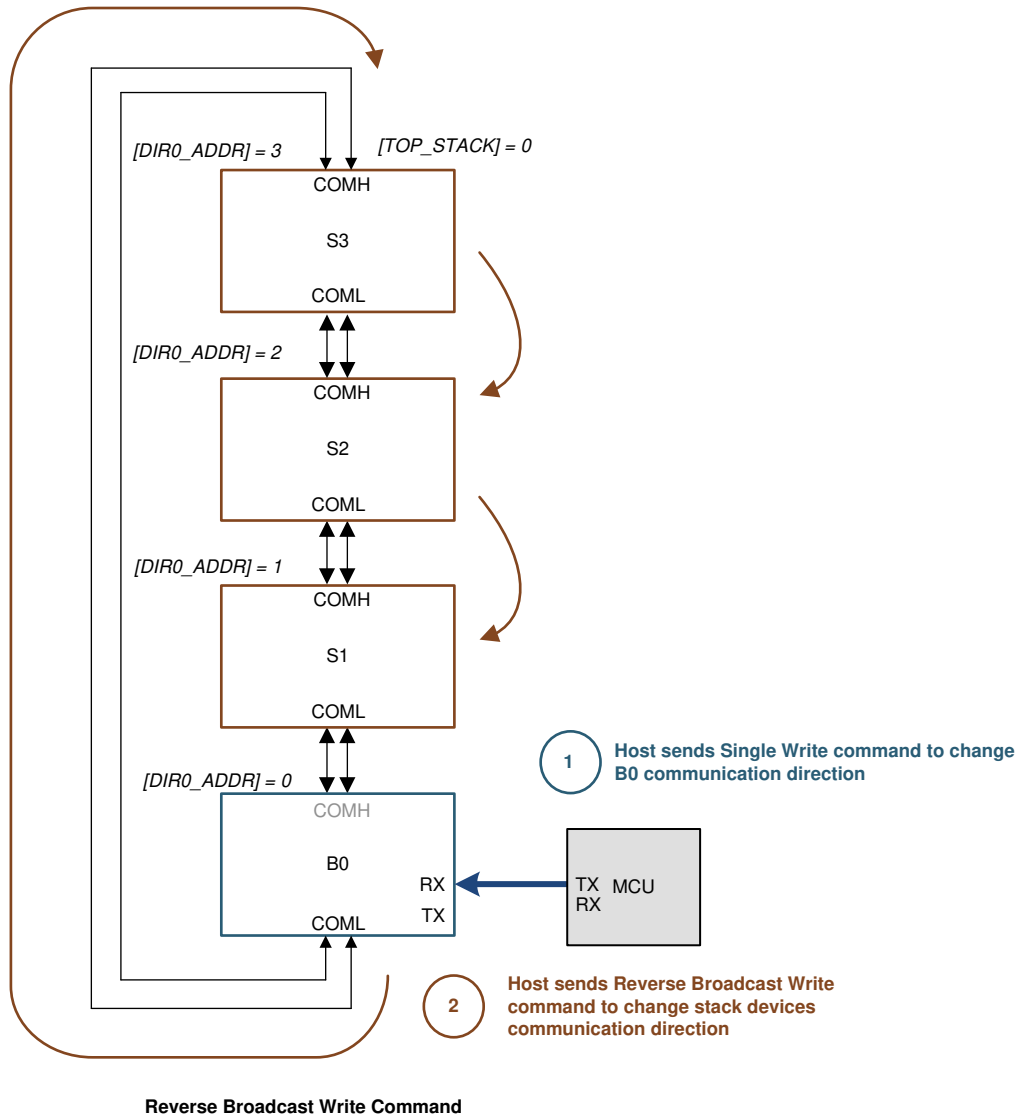 [DIR0_ADDR] = 3
[TOP_STACK] = 0
COMH
S3
COML
[DIR0_ADDR] = 2
COMH
S2
COML
[DIR0_ADDR] = 1
COMH
S1
COML
[DIR0_ADDR] = 0
COMH
B0
RX
TX
COML
TX MCU
RX
1
Host sends Single Write command to change
B0 communication direction
2
Host sends Reverse Broadcast Write
command to change stack devices
communication direction
Reverse Broadcast Write Command